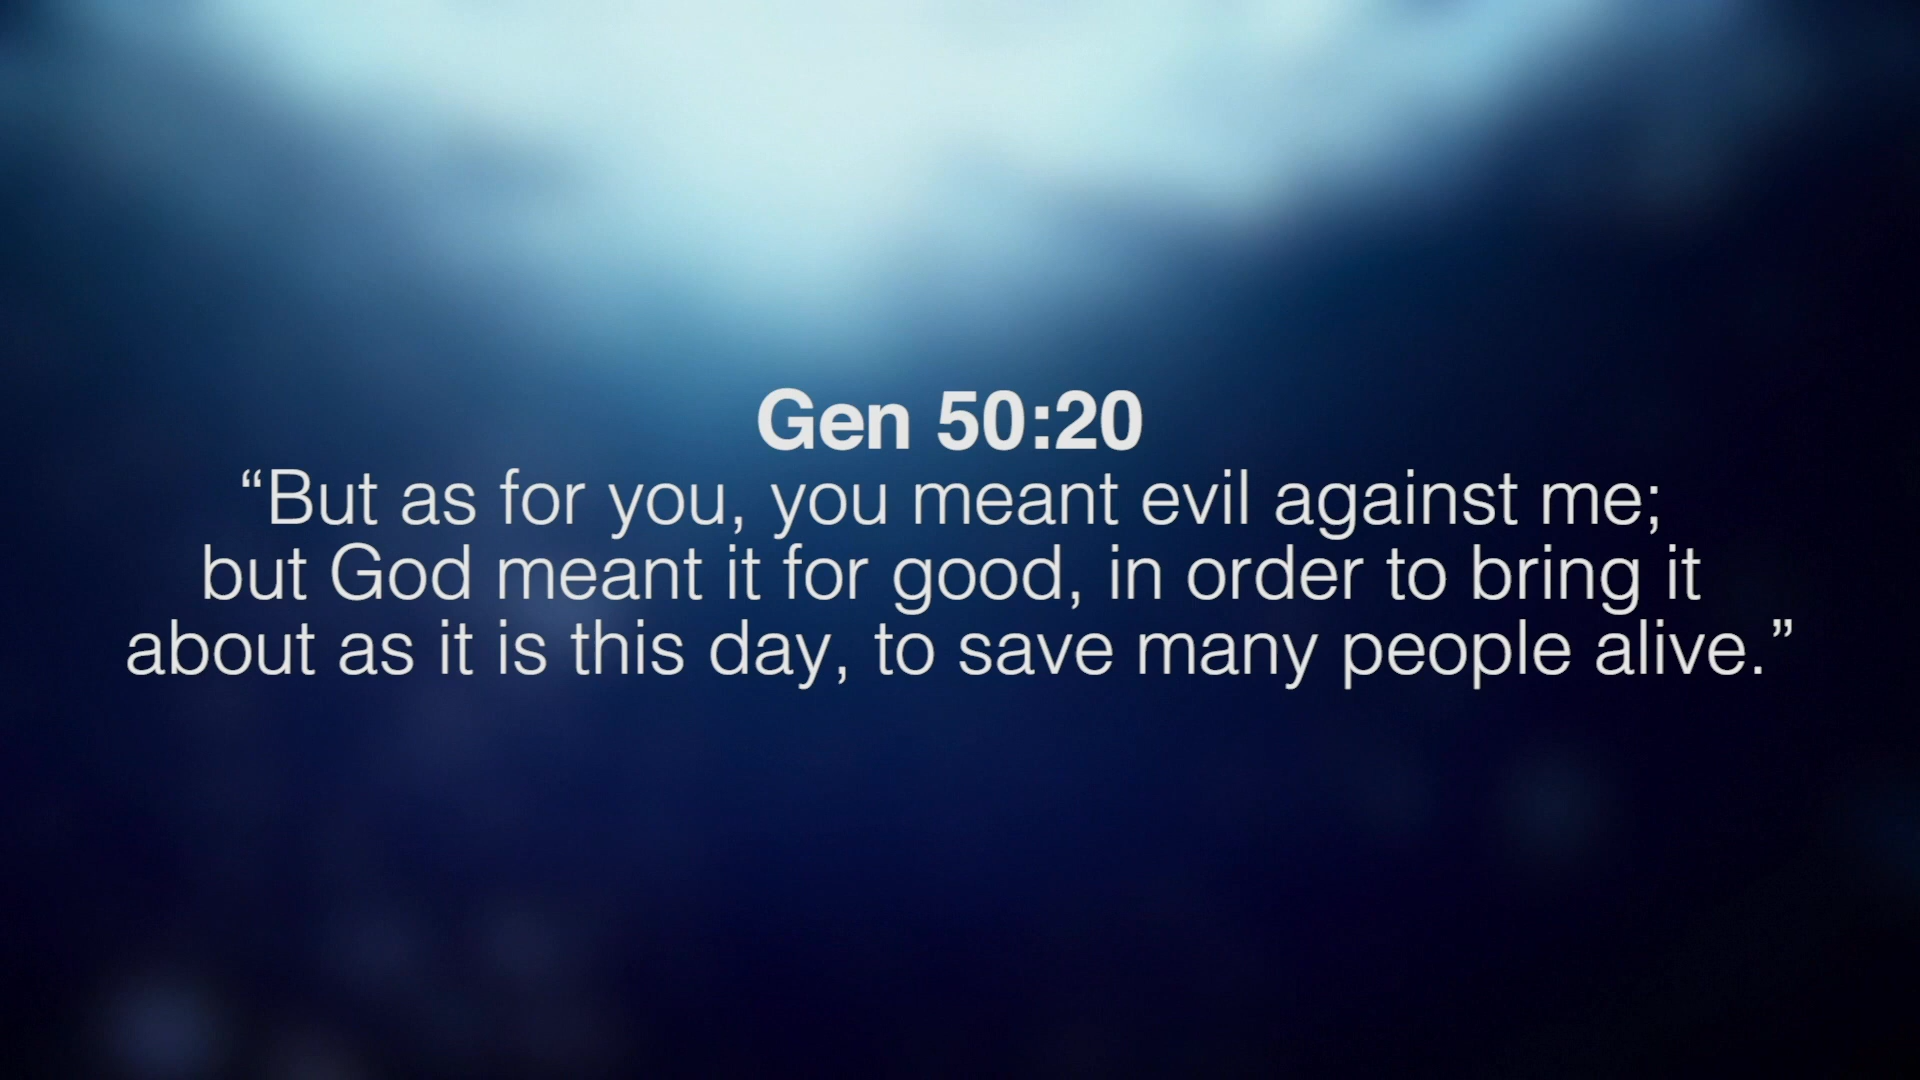 Gen 50:20
“But as for you, you meant evil against me;
but God meant it for good, in order to bring it
about as it is this day, to save many people alive.”